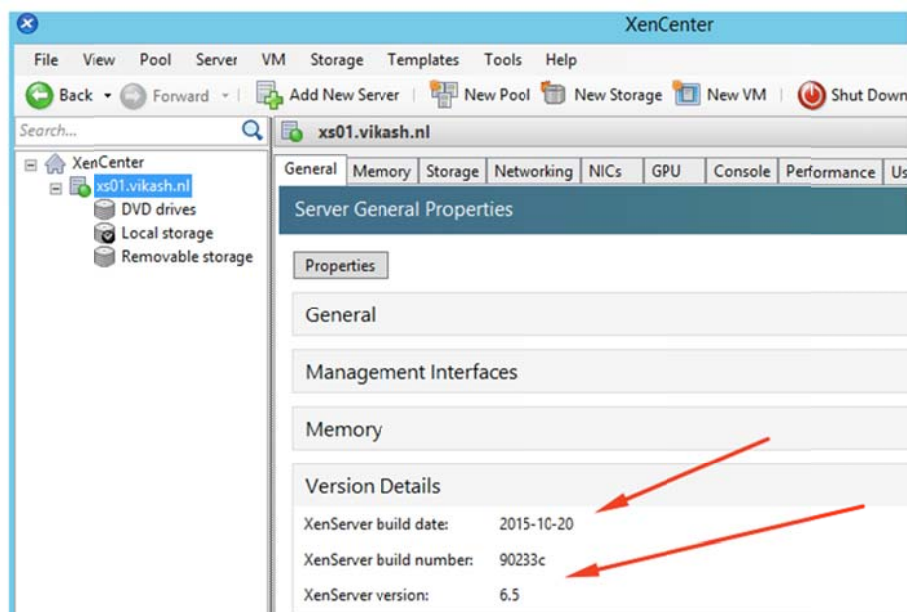 XenCenter
File View Pool Server VM Storage Templates Tools Help
Back Forward Add New Server New Pool New Storage New VM Shut Down
Search... xs01.vikash.nl
XenCenter
xs01.vikash.nl
DVD drives
Local storage
Removable storage
General Memory Storage Networking NICs GPU Console Performance Us
Server General Properties
Properties
General
Management Interfaces
Memory
Version Details
XenServer build date: 2015-10-20
XenServer build number: 90233c
XenServer version: 6.5